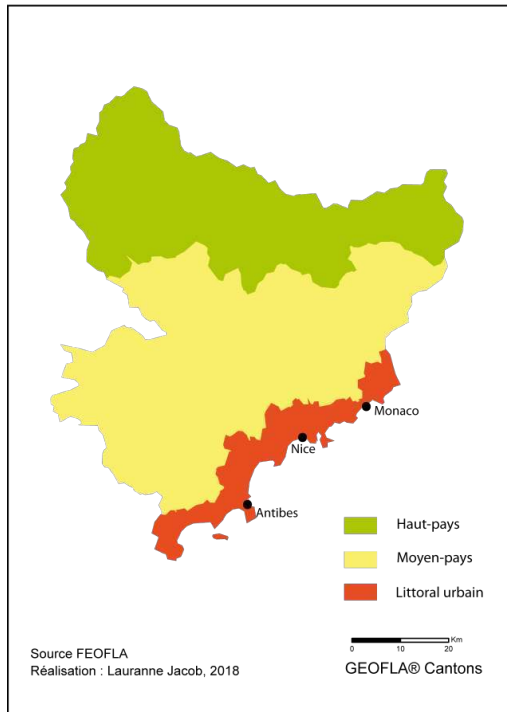 Monaco
Nice
Antibes
Haut-pays
Moyen-pays
Littoral urbain
Source FEOFLA
Réalisation : Lauranne Jacob, 2018
Km
0 10 20
GEOFLA® Cantons